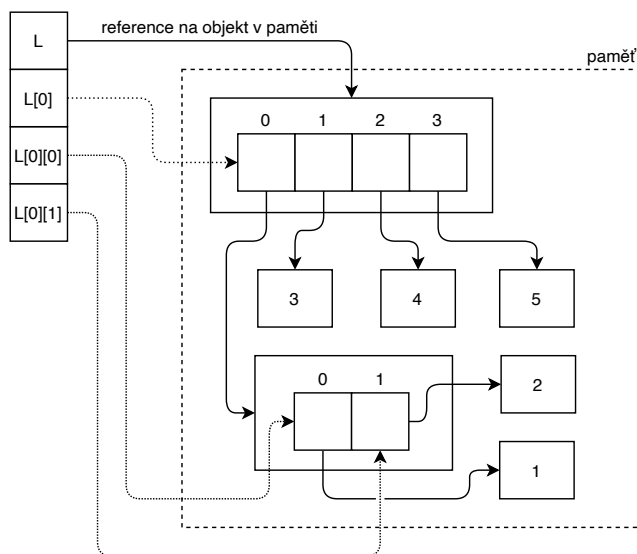 L
reference na objekt v paměti
paměť
L[0]
0 1 2 3
L[0][0]
L[0][1]
3 4 5
0 1
2
1